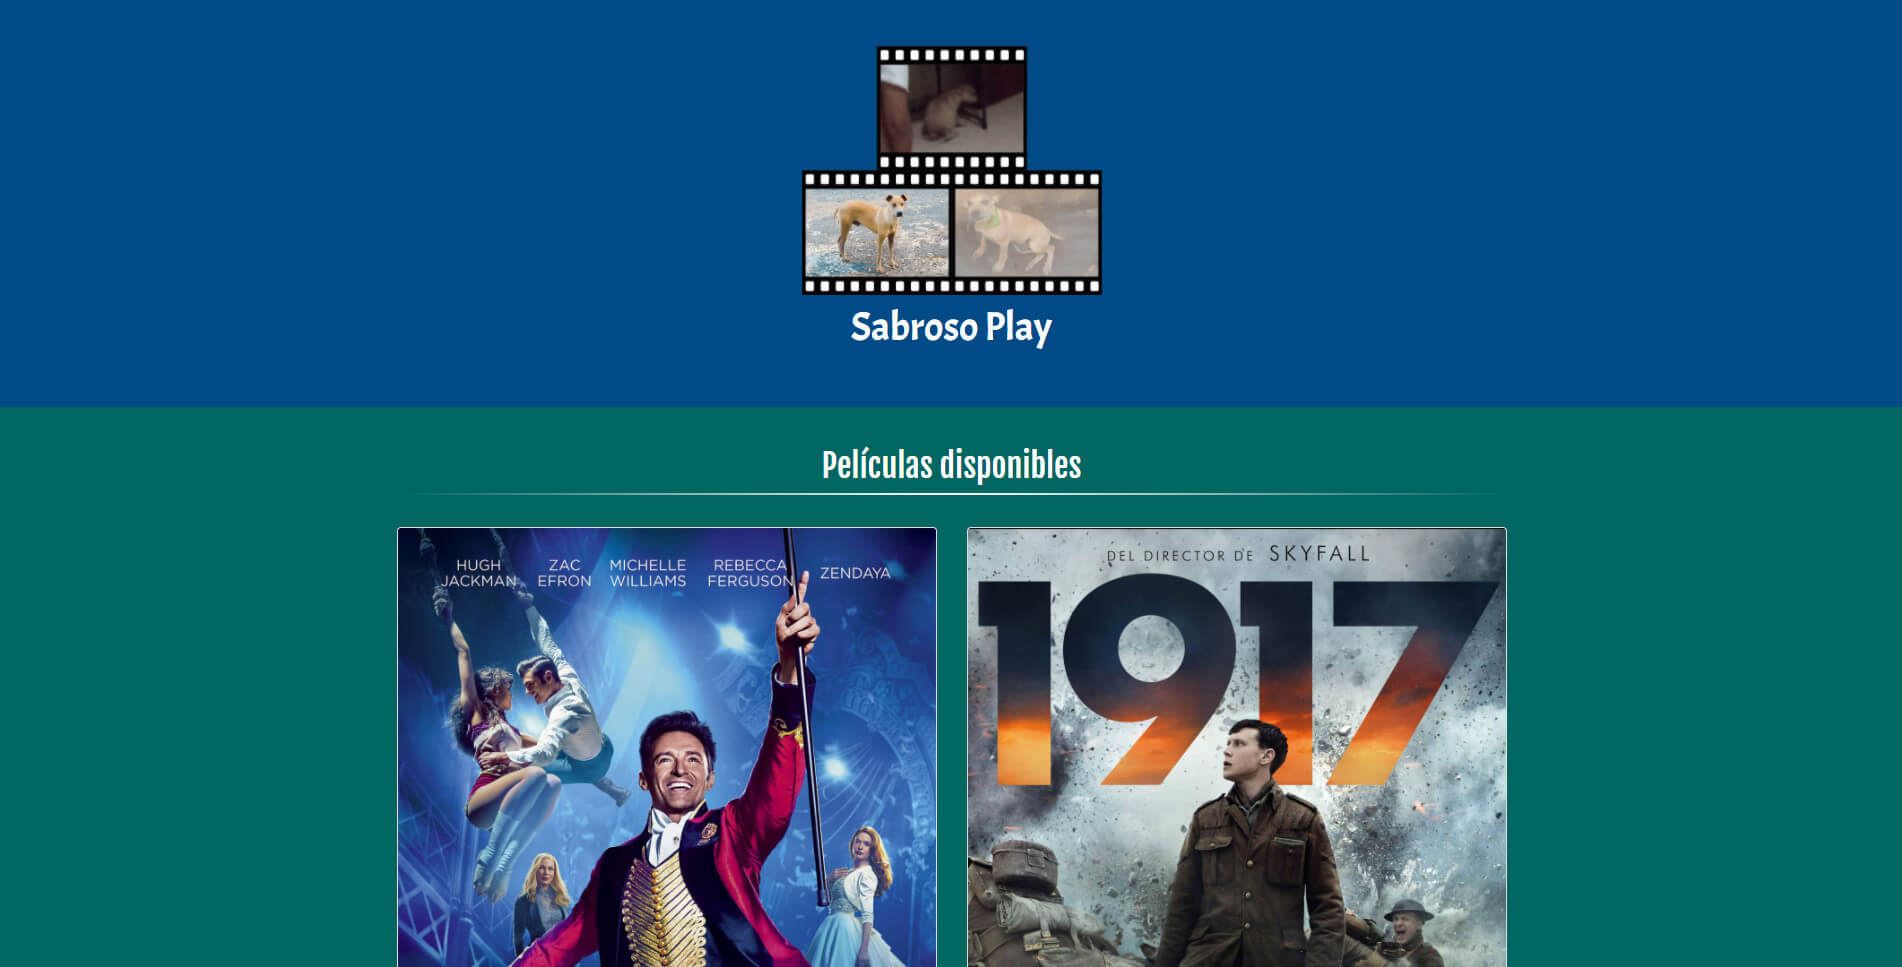 Sabroso Play
Películas disponibles
HUGH JACKMAN
ZAC EFRON
MICHELLE WILLIAMS
REBECCA FERGUSON
ZENDAYA
DEL DIRECTOR DE SKYFALL
1917